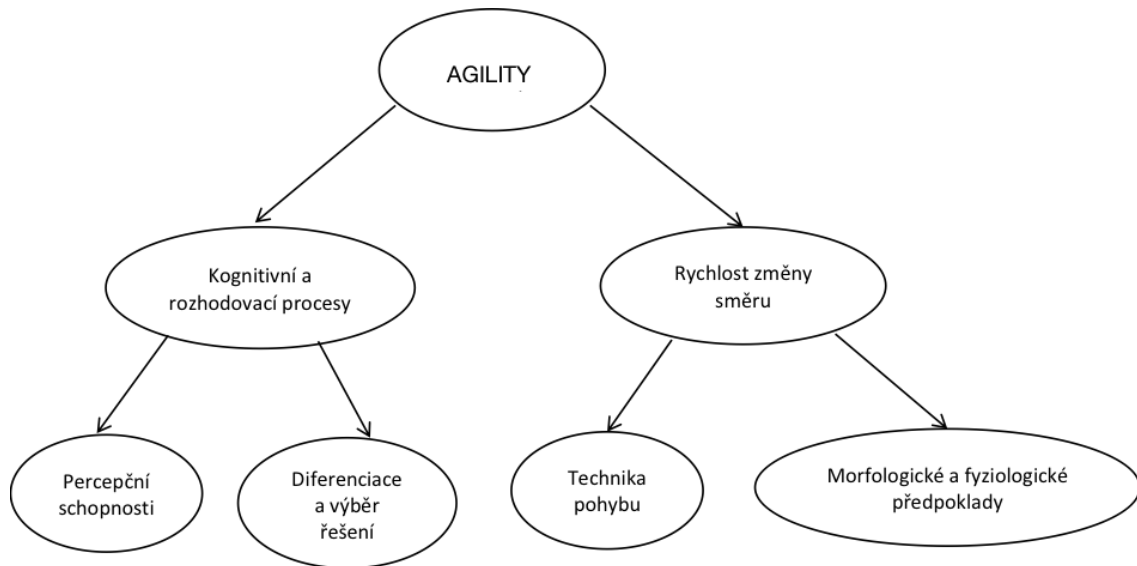 AGILITY
Kognitivní a
rozhodovací procesy
Rychlost změny
směru
Percepční
schopnosti
Diferenciace
a výběr
řešení
Technika
pohybu
Morfologické a fyziologické
předpoklady